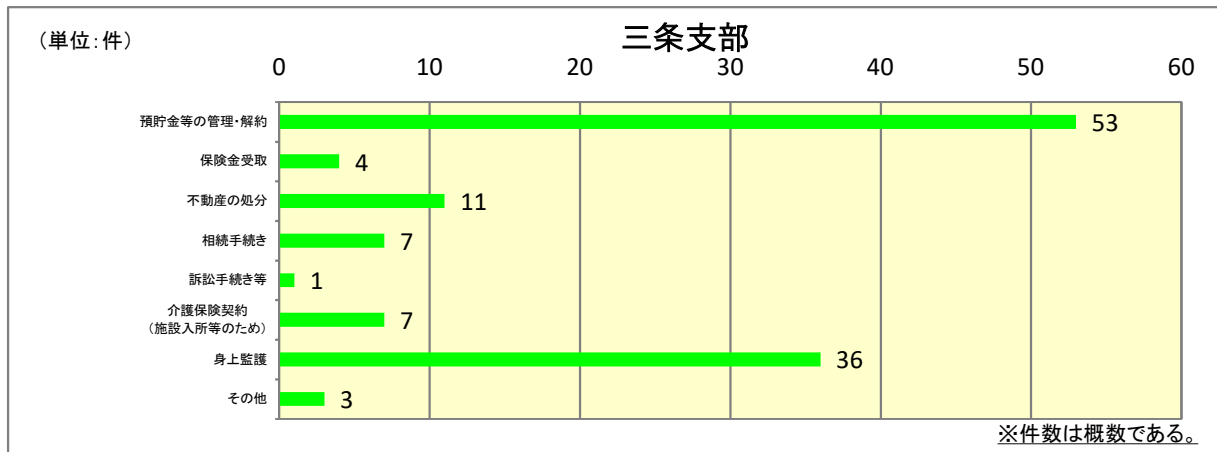 三条支部
（単位：件）
0 10 20 30 40 50 60
預貯金等の管理・解約 53
保険金受取 4
不動産の処分 11
相続手続き 7
訴訟手続き等 1
介護保険契約
（施設入所等のため） 7
身上監護 36
その他 3
※件数は概数である。